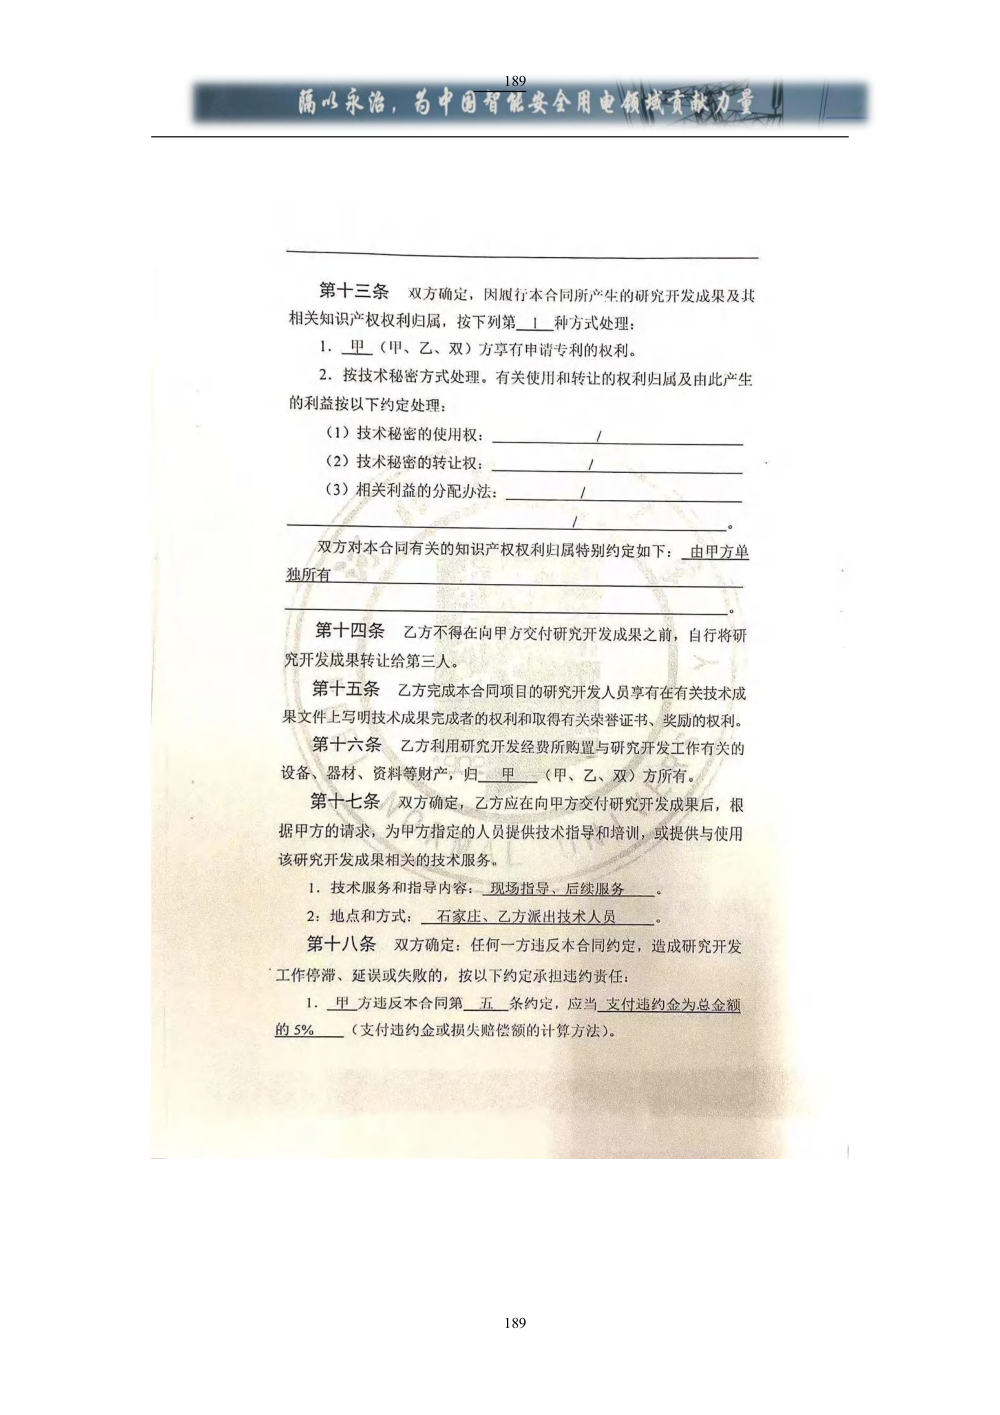 189
隔以永治，为中国智能安全用电领域贡献力量
第十三条 双方确定，因履行本合同所产生的研究开发成果及其
相关知识产权权利归属，按下列第 1 种方式处理：
1. 甲 （甲、乙、双）方享有申请专利的权利。
2. 按技术秘密方式处理。有关使用和转让的权利归属及由此产生
的利益按以下约定处理：
（1）技术秘密的使用权： /
（2）技术秘密的转让权： /
（3）相关利益的分配办法： /
/ 。
双方对本合同有关的知识产权权利归属特别约定如下： 由甲方单
独所有
。
第十四条 乙方不得在向甲方交付研究开发成果之前，自行将研
究开发成果转让给第三人。
第十五条 乙方完成本合同项目的研究开发人员享有在有关技术成
果文件上写明技术成果完成者的权利和取得有关荣誉证书、奖励的权利。
第十六条 乙方利用研究开发经费所购置与研究开发工作有关的
设备、器材、资料等财产，归 甲 （甲、乙、双）方所有。
第十七条 双方确定，乙方应在向甲方交付研究开发成果后，根
据甲方的请求，为甲方指定的人员提供技术指导和培训，或提供与使用
该研究开发成果相关的技术服务。
1. 技术服务和指导内容： 现场指导、后续服务 。
2: 地点和方式： 石家庄、乙方派出技术人员 。
第十八条 双方确定：任何一方违反本合同约定，造成研究开发
工作停滞、延误或失败的，按以下约定承担违约责任：
1. 甲 方违反本合同第 五 条约定，应当 支付违约金为总金额
的 5% （支付违约金或损失赔偿额的计算方法）。
189